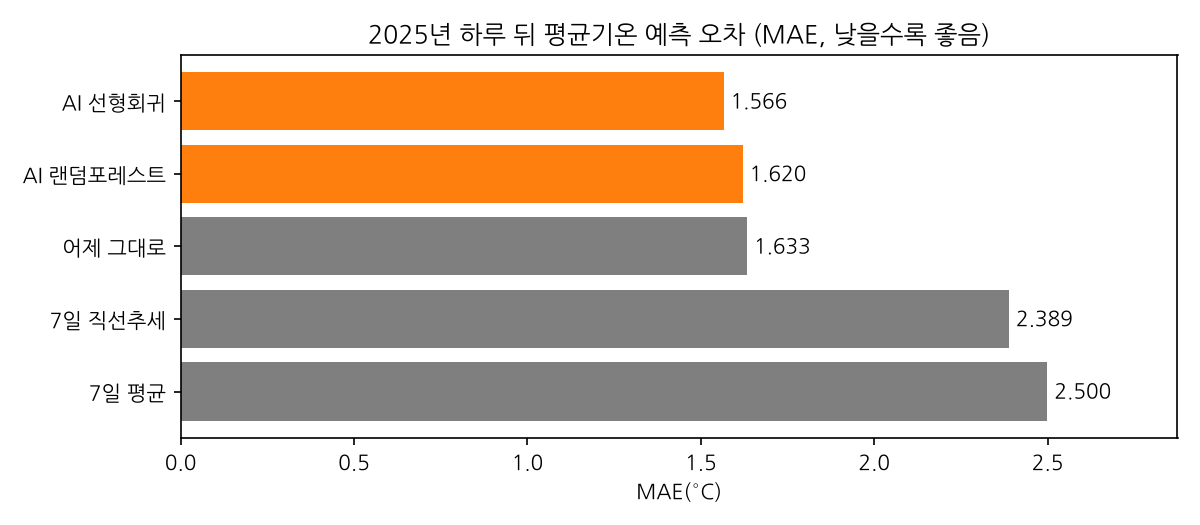 2025년 하루 뒤 평균기온 예측 오차 (MAE, 낮을수록 좋음)
AI 선형회귀 1.566
AI 랜덤포레스트 1.620
어제 그대로 1.633
7일 직선추세 2.389
7일 평균 2.500
0.0 0.5 1.0 1.5 2.0 2.5
MAE(°C)